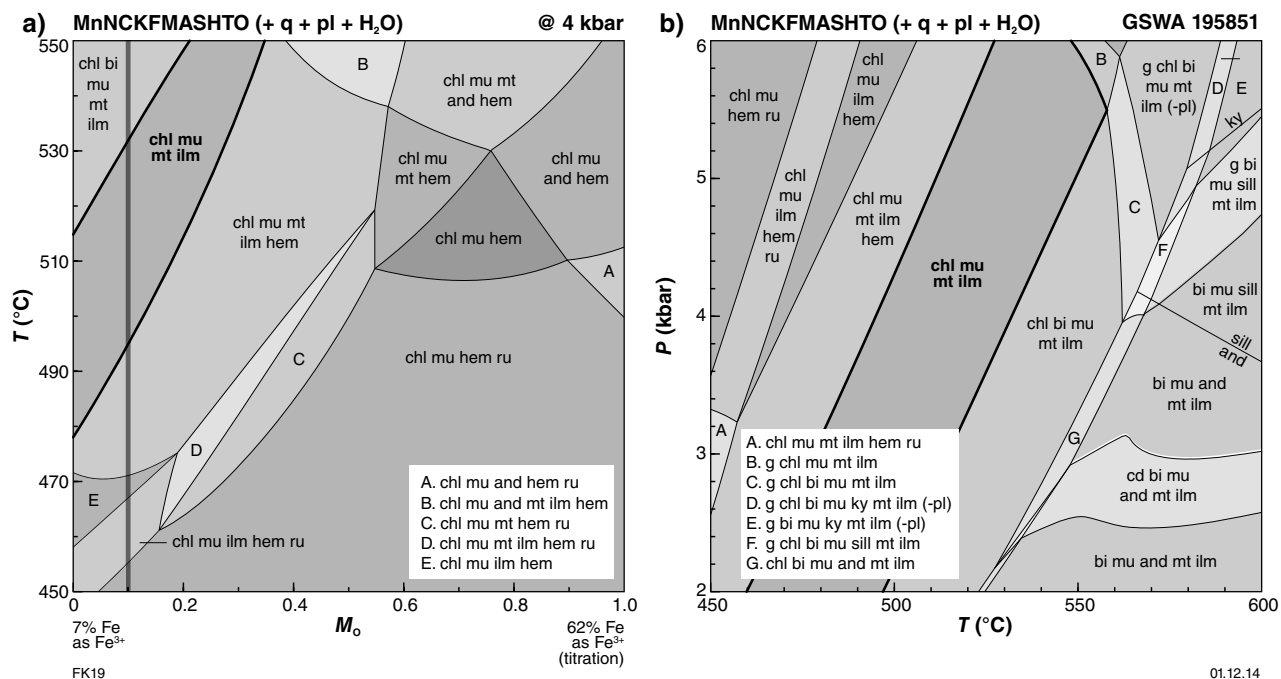 a) MnNCKFMASHTO (+ q + pl + H₂O) @ 4 kbar
550
530
510
490
470
450
T (°C)
chl bi
mu
mt
ilm
chl mu
mt ilm
B
chl mu mt
and hem
chl mu
mt hem
chl mu
and hem
chl mu mt
ilm hem
chl mu hem
A
C
chl mu hem ru
D
E
chl mu ilm hem ru
A. chl mu and hem ru
B. chl mu and mt ilm hem
C. chl mu mt hem ru
D. chl mu mt ilm hem ru
E. chl mu ilm hem
0 0.2 0.4 0.6 0.8 1.0
7% Fe
as Fe³⁺
Mₒ
62% Fe
as Fe³⁺
(titration)
FK19
b) MnNCKFMASHTO (+ q + pl + H₂O) GSWA 195851
6
5
4
3
2
P (kbar)
chl mu
hem ru
chl
mu
ilm
hem
chl
mu
ilm
hem
ru
chl mu
mt ilm
hem
chl mu
mt ilm
B
g chl bi
mu mt
ilm (-pl)
D
E
ky
g bi
mu sill
mt ilm
C
F
bi mu sill
mt ilm
chl bi mu
mt ilm
sill
and
bi mu and
mt ilm
A
G
cd bi mu
and mt ilm
bi mu and mt ilm
A. chl mu mt ilm hem ru
B. g chl mu mt ilm
C. g chl bi mu mt ilm
D. g chl bi mu ky mt ilm (-pl)
E. g bi mu ky mt ilm (-pl)
F. g chl bi mu sill mt ilm
G. chl bi mu and mt ilm
450 500 550 600
T (°C)
01.12.14